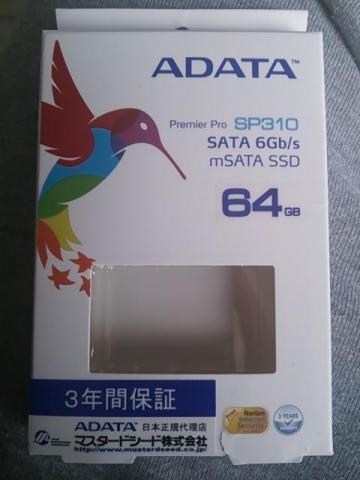 ADATA™
Premier Pro SP310
SATA 6Gb/s
mSATA SSD
64GB
3年間保証
ADATA 日本正規代理店
マスタードシード株式会社
http://www.mustardseed.co.jp/
Free
Norton
Internet
Security
3 YEARS